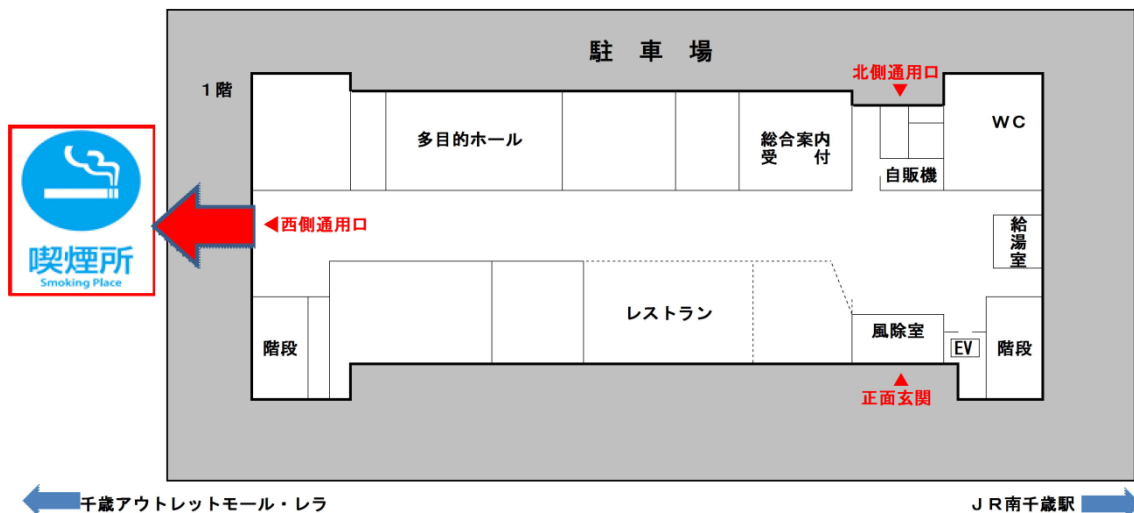 駐車場
1階
北側通用口
▼
WC
多目的ホール
総合案内
受付
自販機
◀西側通用口
給湯室
喫煙所
Smoking Place
レストラン
風除室
階段
EV
階段
▲
正面玄関
千歳アウトレットモール・レラ
JR南千歳駅